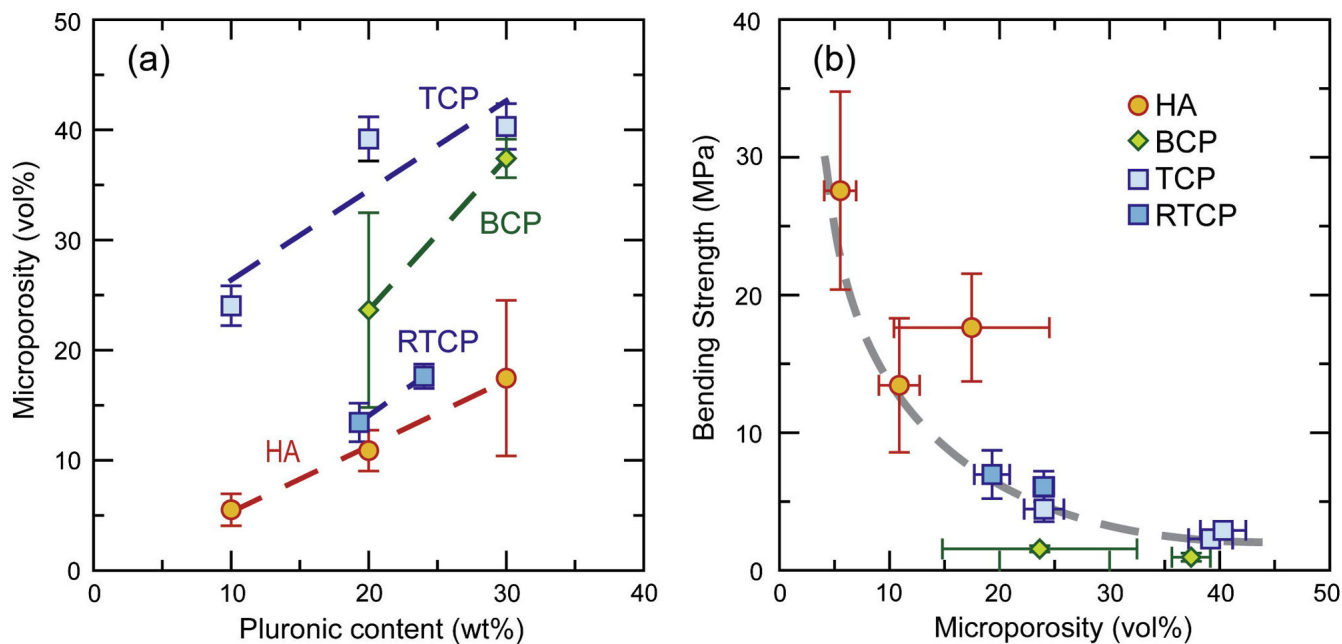 (a)
TCP
BCP
RTCP
HA
50
40
30
20
10
0
0
10
20
30
40
Microporosity (vol%)
Pluronic content (wt%)
(b)
HA
BCP
TCP
RTCP
40
30
20
10
0
0
10
20
30
40
50
Bending Strength (MPa)
Microporosity (vol%)